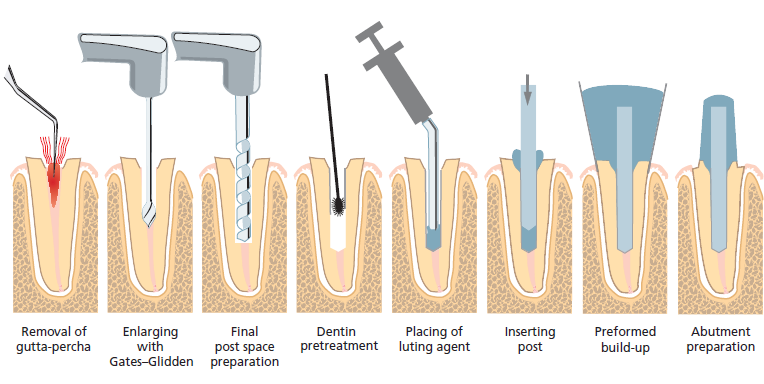 Removal of
gutta-percha
Enlarging
with
Gates–Glidden
Final
post space
preparation
Dentin
pretreatment
Placing of
luting agent
Inserting
post
Preformed
build-up
Abutment
preparation